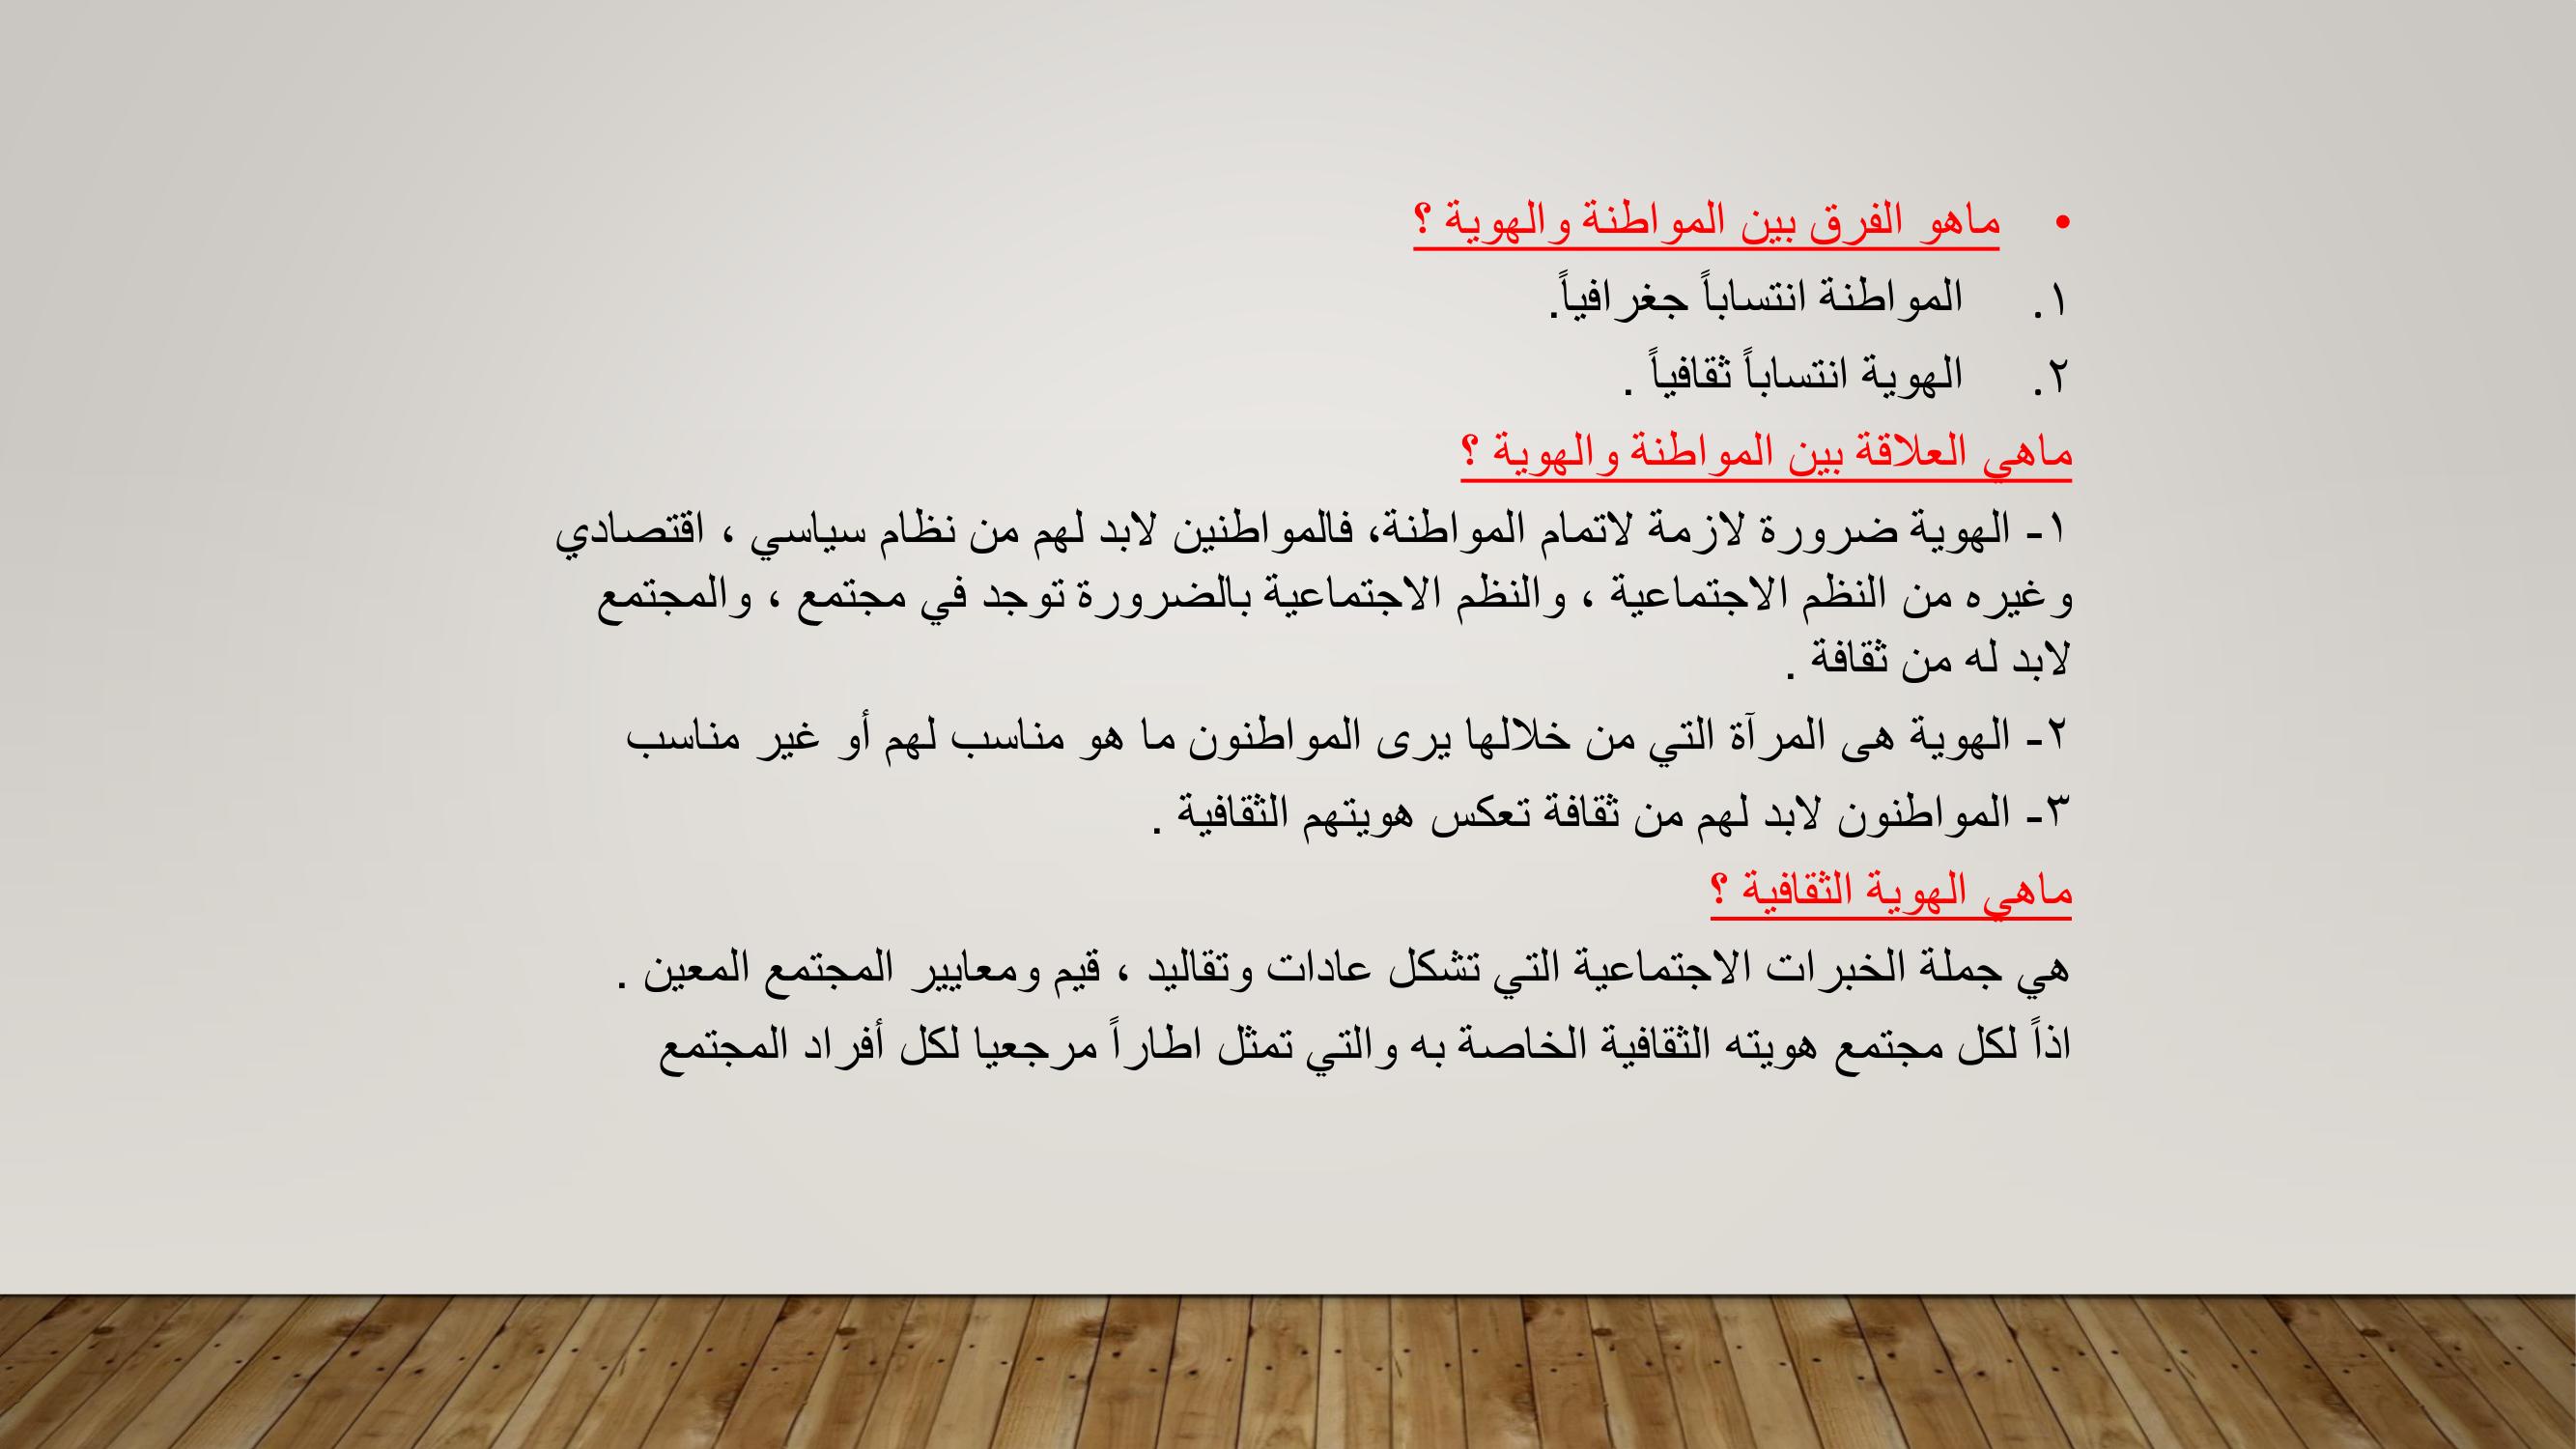 • ماهو الفرق بين المواطنة والهوية ؟
١. المواطنة انتساباً جغرافياً.
٢. الهوية انتساباً ثقافياً .
ماهي العلاقة بين المواطنة والهوية ؟
١- الهوية ضرورة لازمة لاتمام المواطنة، فالمواطنين لابد لهم من نظام سياسي ، اقتصادي
وغيره من النظم الاجتماعية ، والنظم الاجتماعية بالضرورة توجد في مجتمع ، والمجتمع
لابد له من ثقافة .
٢- الهوية هى المرآة التي من خلالها يرى المواطنون ما هو مناسب لهم أو غير مناسب
٣- المواطنون لابد لهم من ثقافة تعكس هويتهم الثقافية .
ماهي الهوية الثقافية ؟
هي جملة الخبرات الاجتماعية التي تشكل عادات وتقاليد ، قيم ومعايير المجتمع المعين .
اذاً لكل مجتمع هويته الثقافية الخاصة به والتي تمثل اطاراً مرجعيا لكل أفراد المجتمع